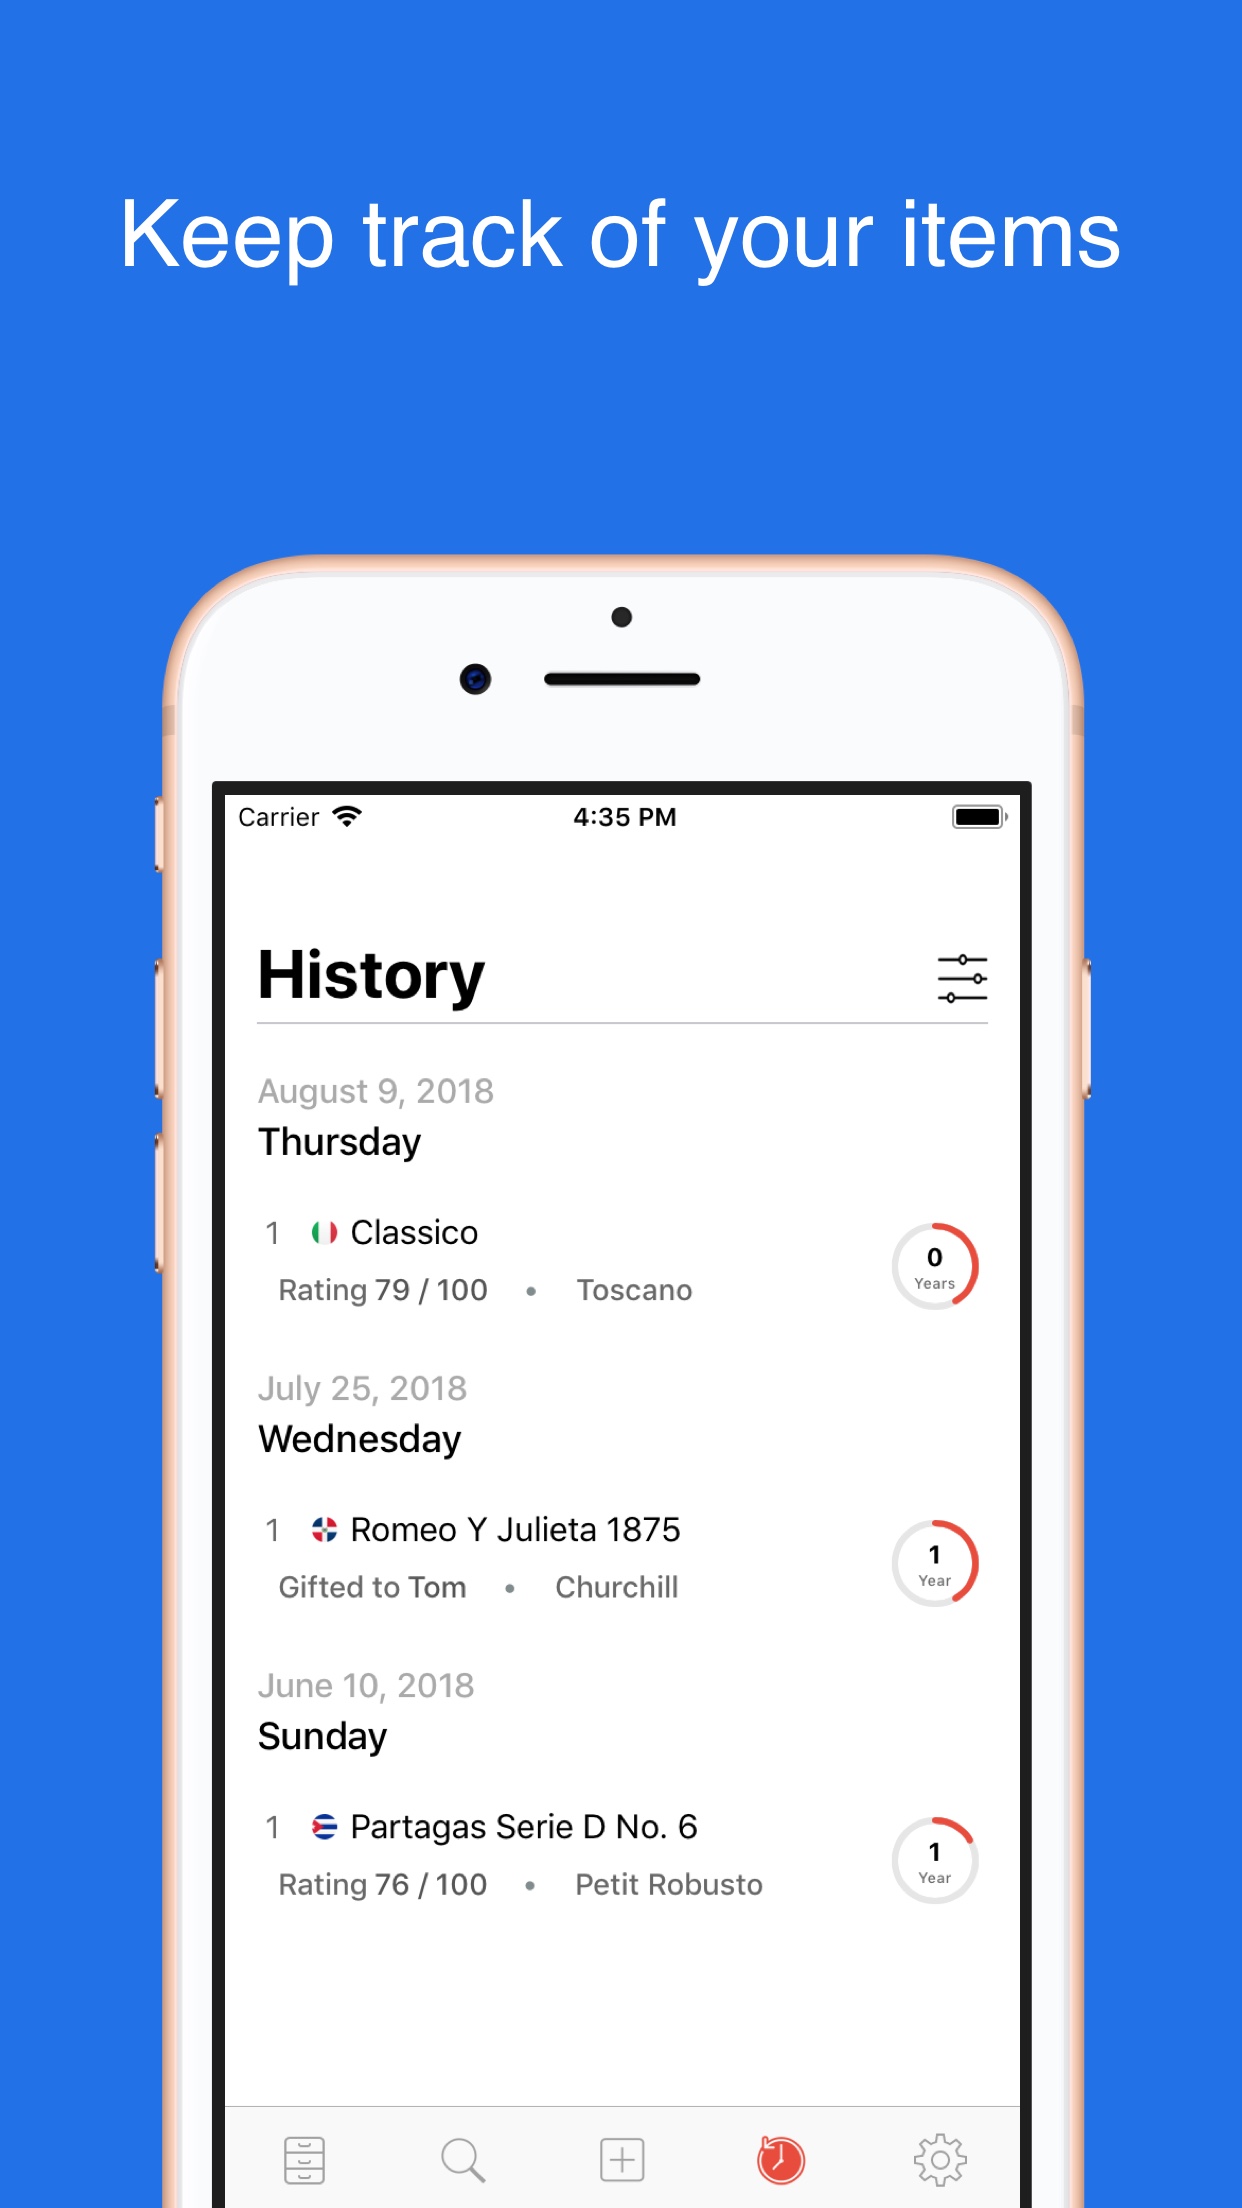 Keep track of your items
Carrier 4:35 PM
History
August 9, 2018
Thursday
1 Classico
Rating 79 / 100 • Toscano
0
Years
July 25, 2018
Wednesday
1 Romeo Y Julieta 1875
Gifted to Tom • Churchill
1
Year
June 10, 2018
Sunday
1 Partagas Serie D No. 6
Rating 76 / 100 • Petit Robusto
1
Year